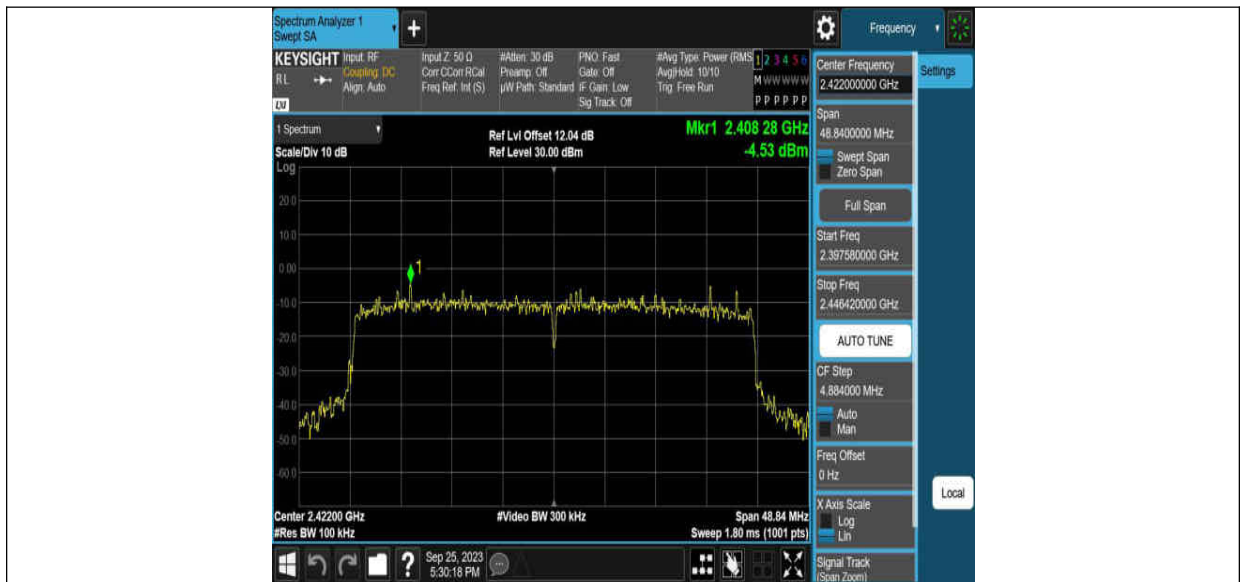 Spectrum Analyzer 1
Swept SA
+
Frequency
KEYSIGHT
RL
LXI
Input: RF
Coupling: DC
Align: Auto
Input Z: 50 Ω
Corr CCorr RCal
Freq Ref: Int (S)
#Atten: 30 dB
Preamp: Off
µW Path: Standard
PNO: Fast
Gate: Off
IF Gain: Low
Sig Track: Off
#Avg Type: Power (RMS
Avg|Hold: 10/10
Trig: Free Run
1 2 3 4 5 6
M W W W W W
P P P P P P
1 Spectrum
Scale/Div 10 dB
Log
Ref Lvl Offset 12.04 dB
Ref Level 30.00 dBm
Mkr1 2.408 28 GHz
-4.53 dBm
20.0
10.0
0.00
-10.0
-20.0
-30.0
-40.0
-50.0
-60.0
1
Center 2.42200 GHz
#Res BW 100 kHz
#Video BW 300 kHz
Span 48.84 MHz
Sweep 1.80 ms (1001 pts)
Center Frequency
2.422000000 GHz
Span
48.8400000 MHz
Swept Span
Zero Span
Full Span
Start Freq
2.397580000 GHz
Stop Freq
2.446420000 GHz
AUTO TUNE
CF Step
4.884000 MHz
Auto
Man
Freq Offset
0 Hz
X Axis Scale
Log
Lin
Signal Track
(Span Zoom)
Settings
Local
?
Sep 25, 2023
5:30:18 PM